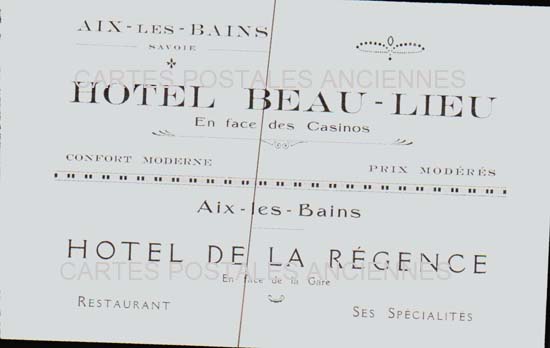 AIX-LES-BAINS
SAVOIE
CARTES POSTALES ANCIENNES
HOTEL BEAU-LIEU
En face des Casinos
CONFORT MODERNE PRIX MODÉRÉS
Aix-les-Bains
HOTEL DE LA RÉGENCE
CARTES POSTALES ANCIENNES
En face de la Gare
RESTAURANT SES SPÉCIALITÉS